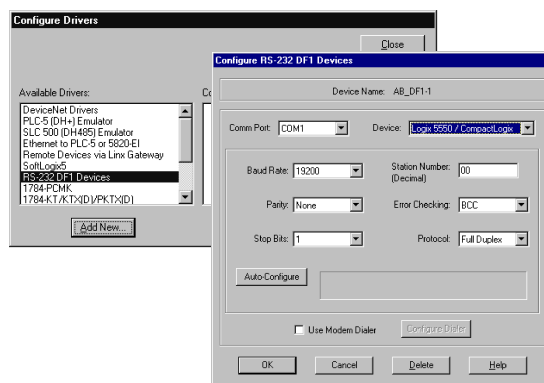 Configure Drivers
Close
Available Drivers:
Co
DeviceNet Drivers
PLC-5 (DH+) Emulator
SLC 500 (DH485) Emulator
Ethernet to PLC-5 or 5820-EI
Remote Devices via Linx Gateway
SoftLogix5
RS-232 DF1 Devices
1784-PCMK
1784-KT/KTX(D)/PKTX(D)
Add New...
Configure RS-232 DF1 Devices
Device Name: AB_DF1-1
Comm Port: COM1 Device: Logix 5550 / CompactLogix
Baud Rate: 19200 Station Number: 00
(Decimal)
Parity: None Error Checking: BCC
Stop Bits: 1 Protocol: Full Duplex
Auto-Configure
Use Modem Dialer Configure Dialer
OK Cancel Delete Help